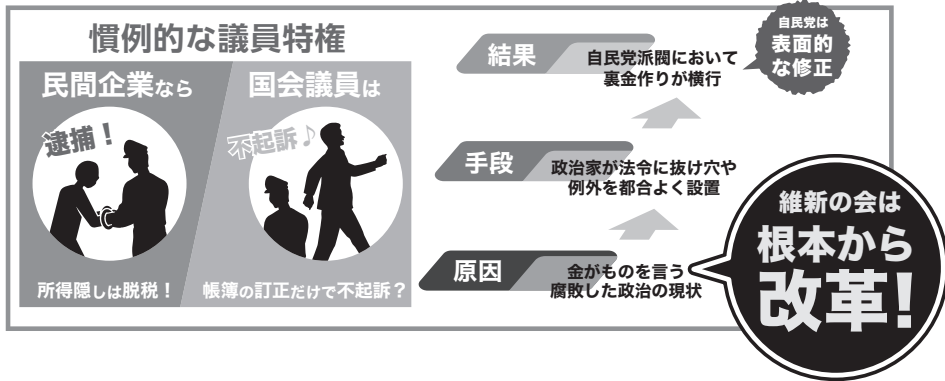 慣例的な議員特権
民間企業なら
逮捕！
所得隠しは脱税！
国会議員は
不起訴♪
帳簿の訂正だけで不起訴？
結果
自民党派閥において
裏金作りが横行
自民党は
表面的
な修正
手段
政治家が法令に抜け穴や
例外を都合よく設置
原因
金がものを言う
腐敗した政治の現状
維新の会は
根本から
改革!